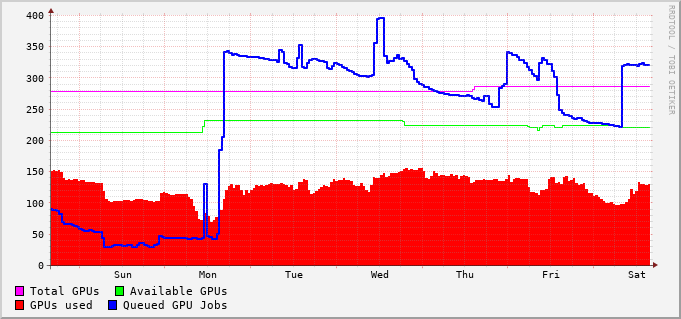 RRDTOOL / TOBI OETIKER
400
350
300
250
200
150
100
50
0
Sun Mon Tue Wed Thu Fri Sat
Total GPUs Available GPUs
GPUs used Queued GPU Jobs